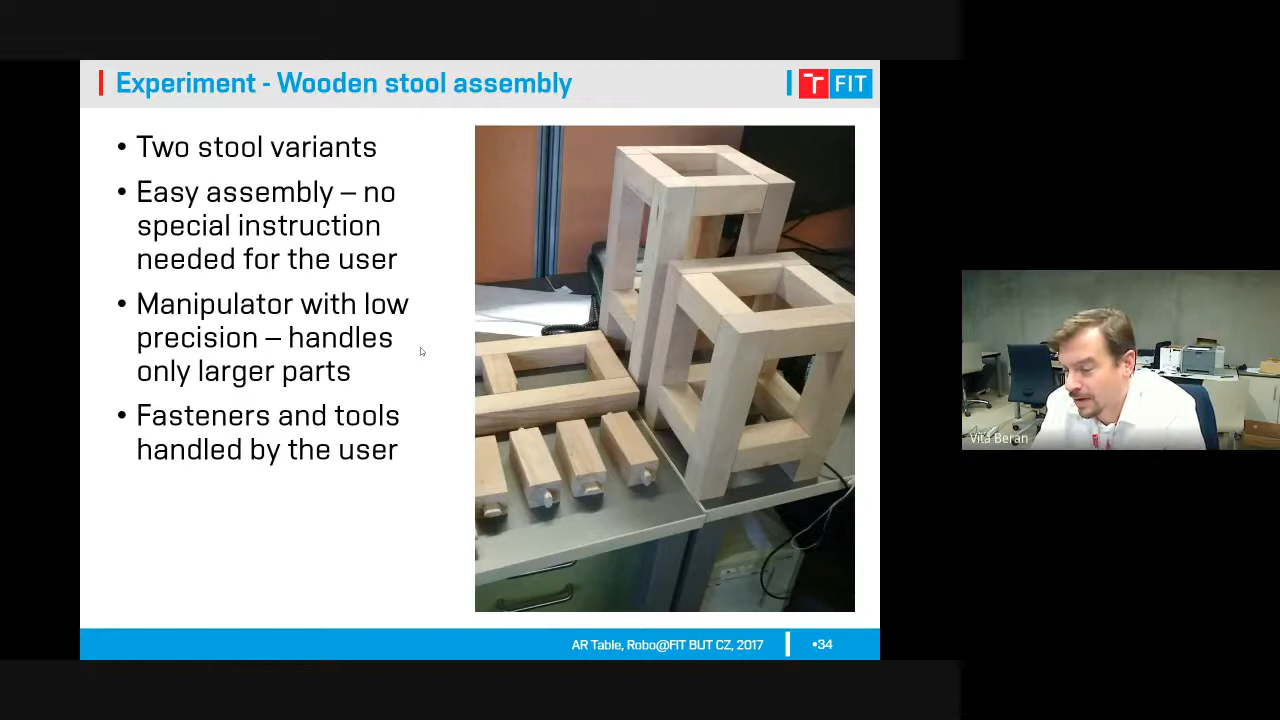 Experiment - Wooden stool assembly
FIT
• Two stool variants
• Easy assembly – no
special instruction
needed for the user
• Manipulator with low
precision – handles
only larger parts
• Fasteners and tools
handled by the user
Vita Beran
AR Table, Robo@FIT BUT CZ, 2017
•34